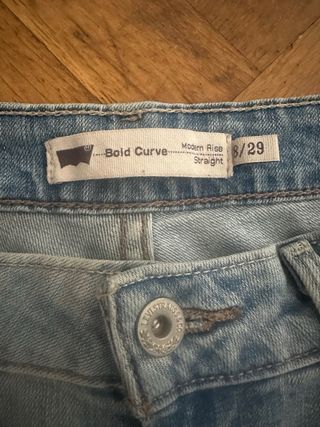 Bold Curve
Modern Rise
Straight
8/29